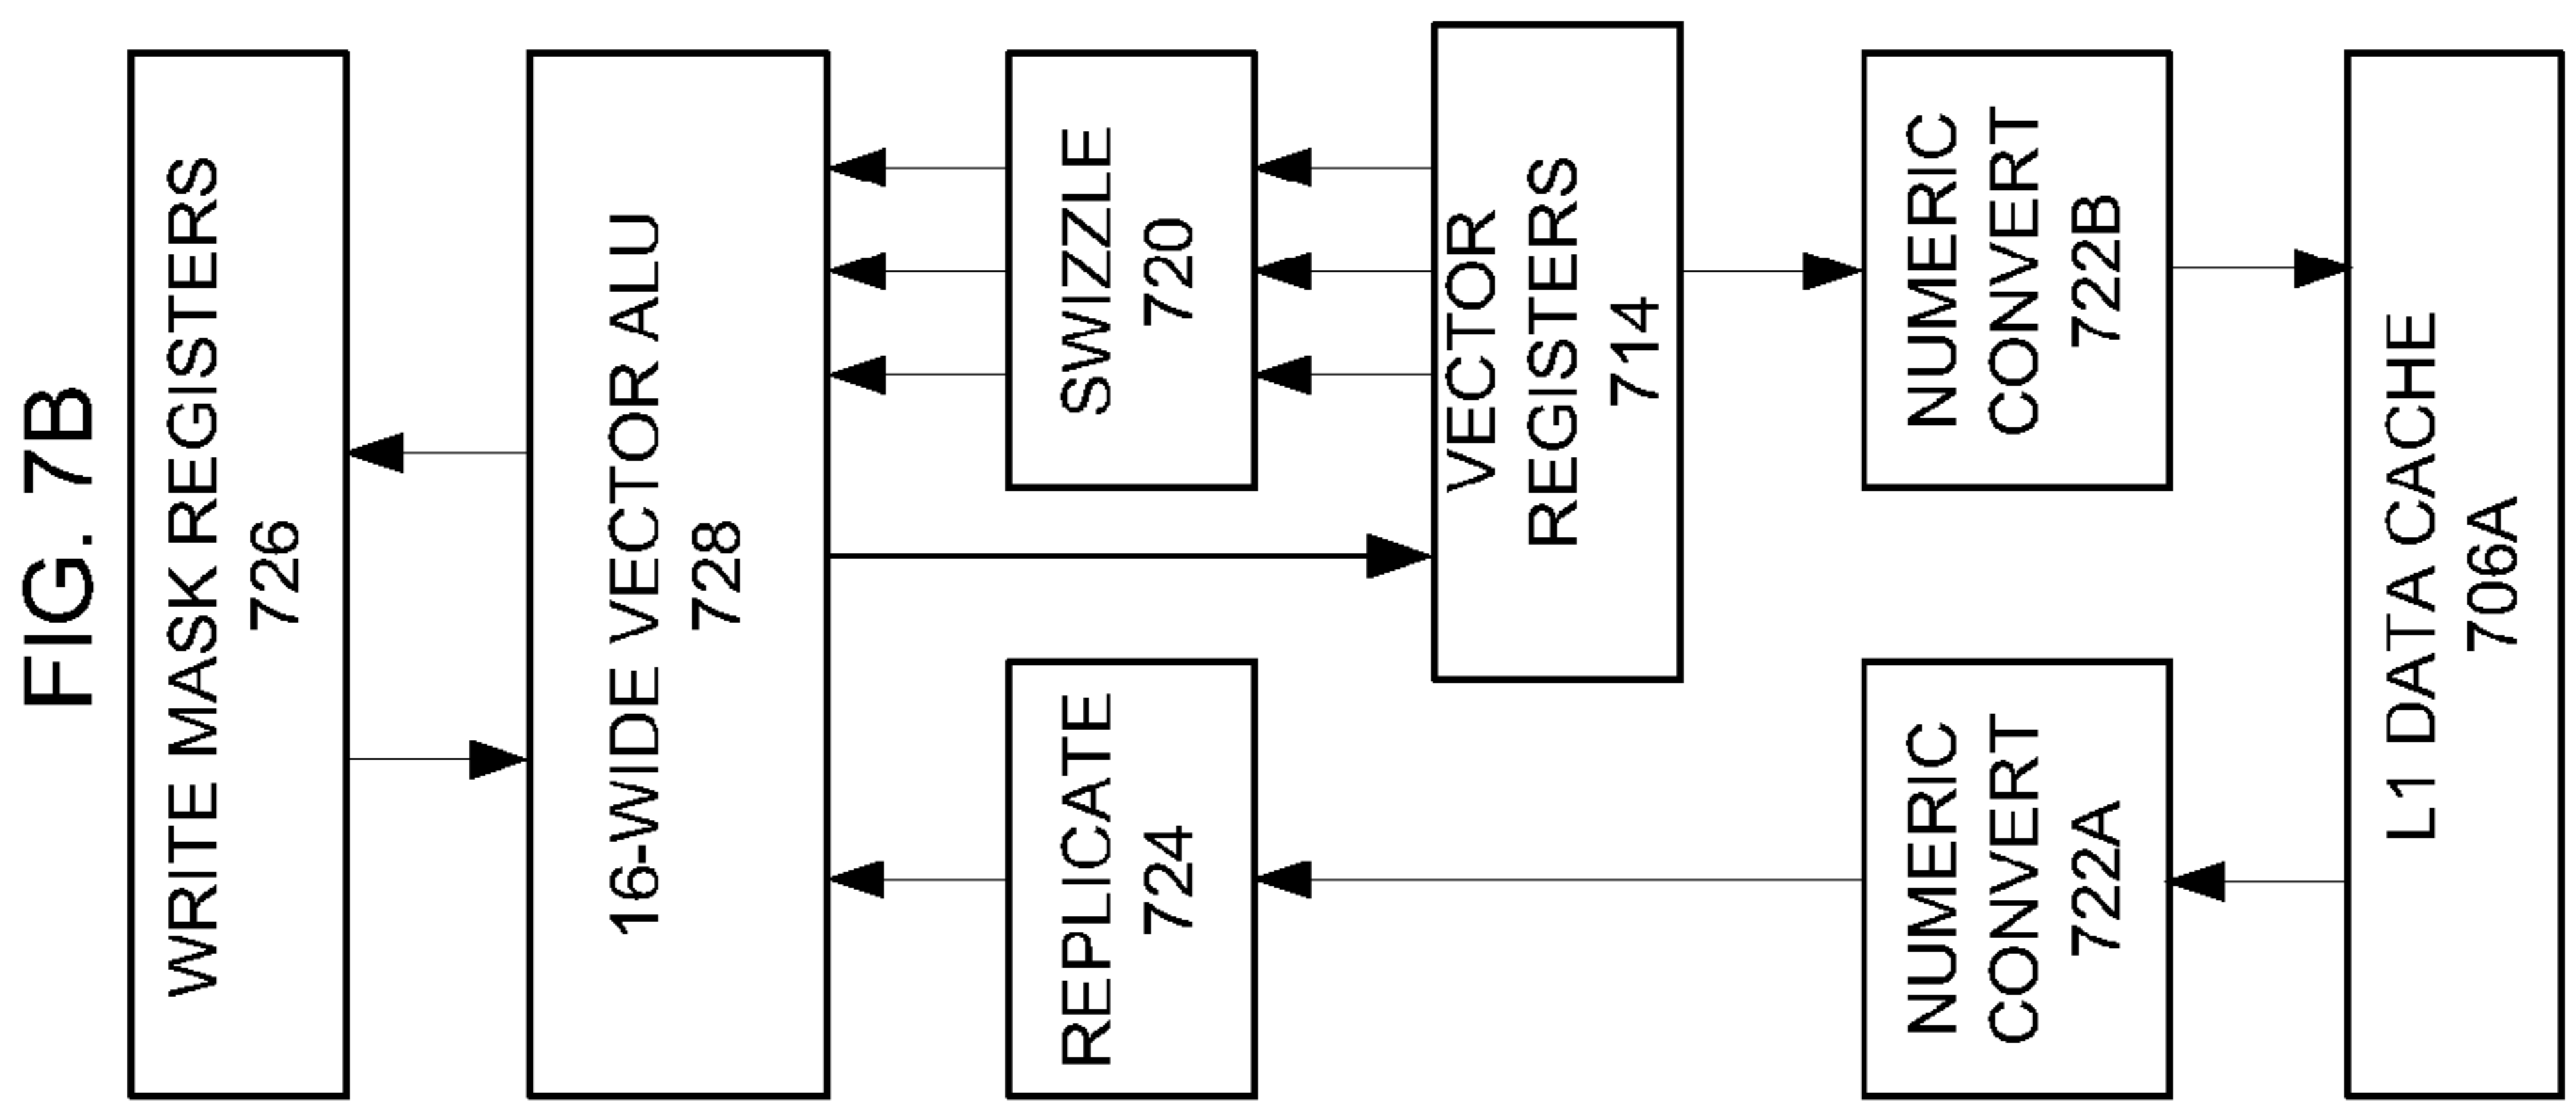 FIG. 7B
WRITE MASK REGISTERS
726
16-WIDE VECTOR ALU
728
REPLICATE
724
SWIZZLE
720
VECTOR
REGISTERS
714
NUMERIC
CONVERT
722A
NUMERIC
CONVERT
722B
L1 DATA CACHE
706A